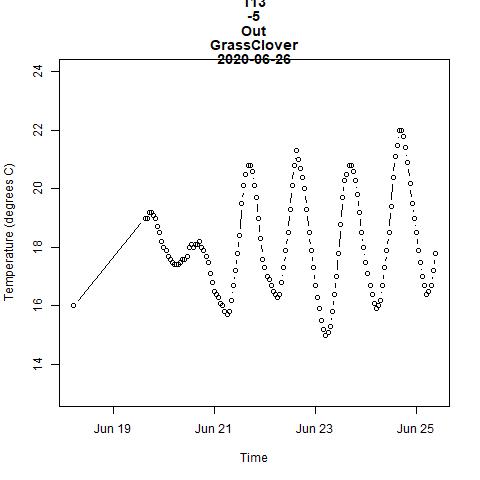 T13
-5
Out
GrassClover
2020-06-26
24
22
20
18
16
14
Temperature (degrees C)
Jun 19 Jun 21 Jun 23 Jun 25
Time